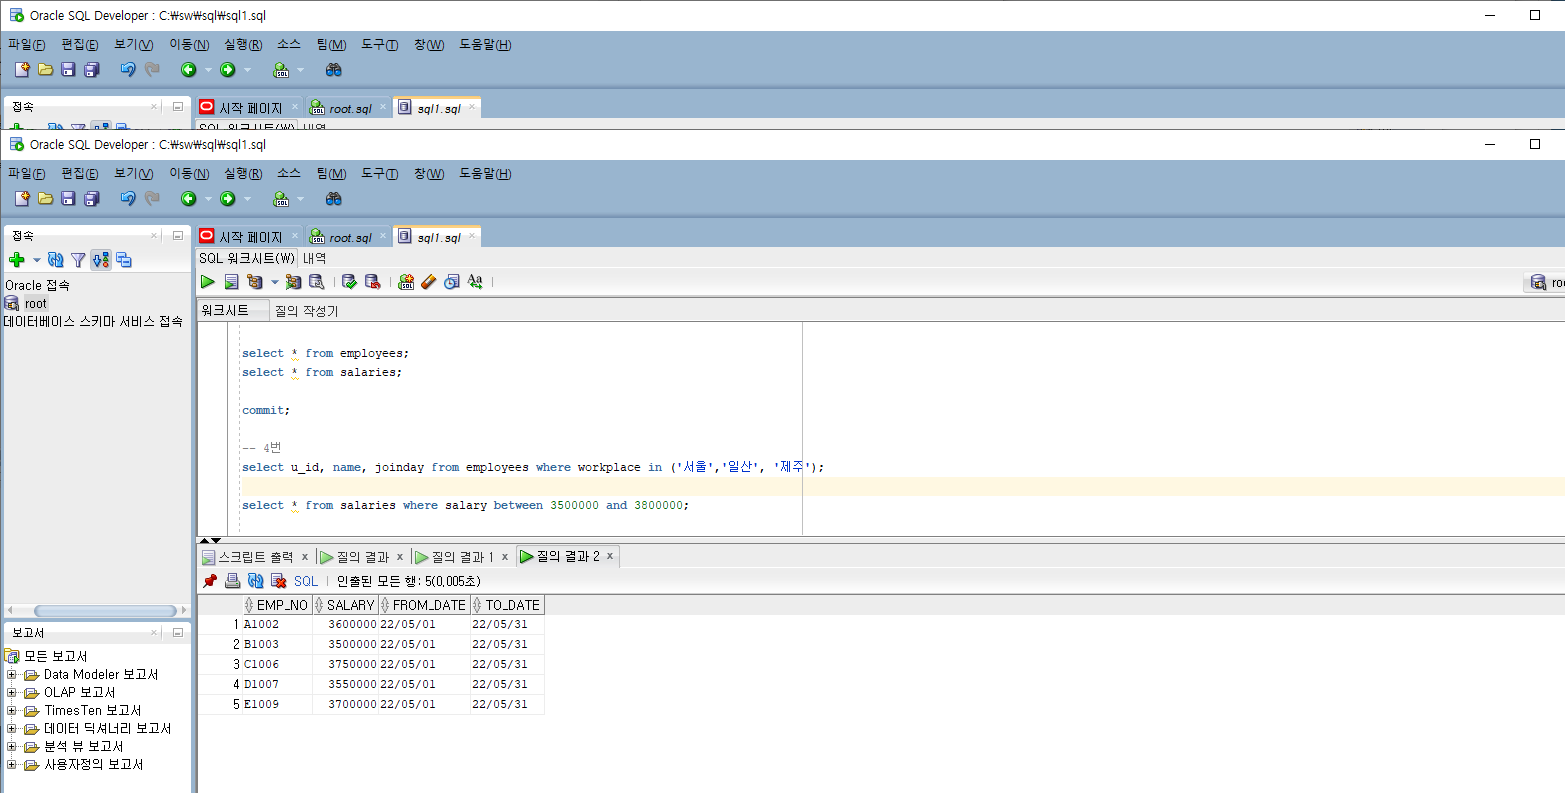 Oracle SQL Developer : C:₩sw₩sql₩sql1.sql
파일(F) 편집(E) 보기(V) 이동(N) 실행(R) 소스 팀(M) 도구(T) 창(W) 도움말(H)
접속
시작 페이지 root.sql sql1.sql
SQL 워크시트(W) 내역
Oracle SQL Developer : C:₩sw₩sql₩sql1.sql
파일(F) 편집(E) 보기(V) 이동(N) 실행(R) 소스 팀(M) 도구(T) 창(W) 도움말(H)
접속
시작 페이지 root.sql sql1.sql
SQL 워크시트(W) 내역
Oracle 접속
root
데이터베이스 스키마 서비스 접속
워크시트 질의 작성기
select * from employees;
select * from salaries;
commit;
-- 4번
select u_id, name, joinday from employees where workplace in ('서울','일산', '제주');
select * from salaries where salary between 3500000 and 3800000;
스크립트 출력 x 질의 결과 x 질의 결과 1 x 질의 결과 2 x
SQL | 인출된 모든 행: 5(0,005초)
EMP_NO SALARY FROM_DATE TO_DATE
1 A1002 3600000 22/05/01 22/05/31
2 B1003 3500000 22/05/01 22/05/31
3 C1006 3750000 22/05/01 22/05/31
4 D1007 3550000 22/05/01 22/05/31
5 E1009 3700000 22/05/01 22/05/31
보고서
모든 보고서
Data Modeler 보고서
OLAP 보고서
TimesTen 보고서
데이터 딕셔너리 보고서
분석 뷰 보고서
사용자정의 보고서